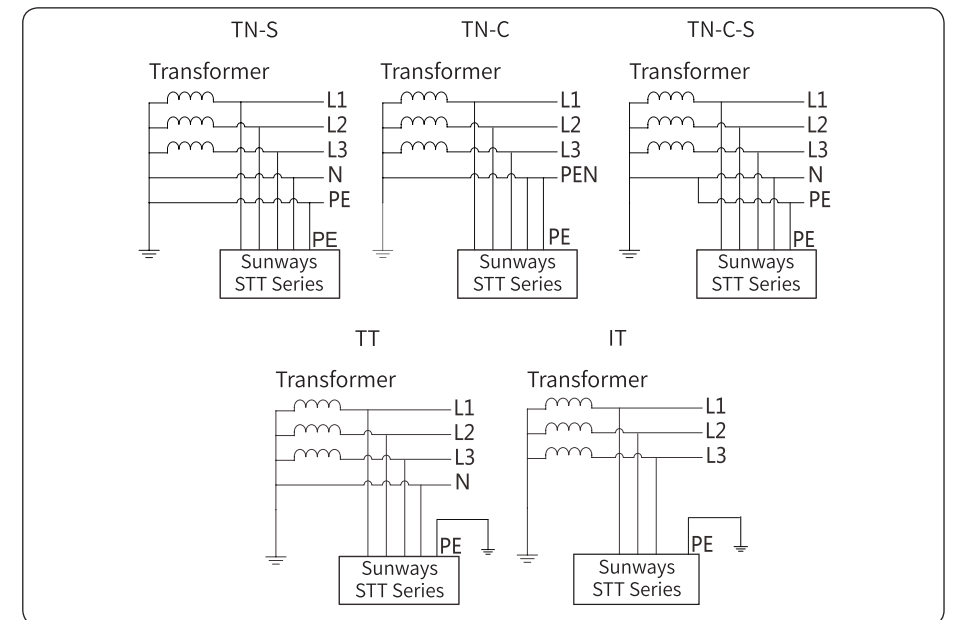 TN-S
Transformer
L1
L2
L3
N
PE
PE
Sunways
STT Series
TN-C
Transformer
L1
L2
L3
PEN
PE
Sunways
STT Series
TN-C-S
Transformer
L1
L2
L3
N
PE
PE
Sunways
STT Series
TT
Transformer
L1
L2
L3
N
PE
Sunways
STT Series
IT
Transformer
L1
L2
L3
PE
Sunways
STT Series